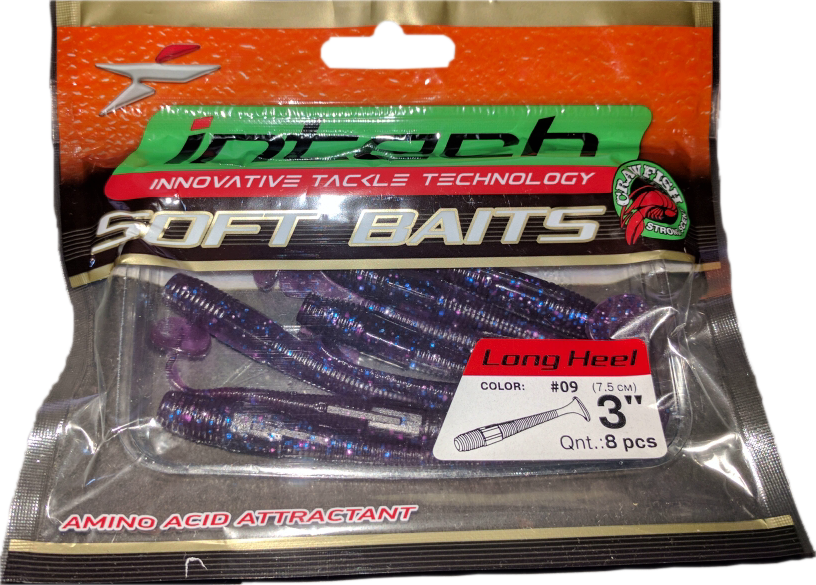 intech
INNOVATIVE TACKLE TECHNOLOGY
SOFT BAITS
CRAYFISH
STRONG
Long Heel
COLOR: #09 (7.5 CM)
3"
Qnt.:8 pcs
AMINO ACID ATTRACTANT